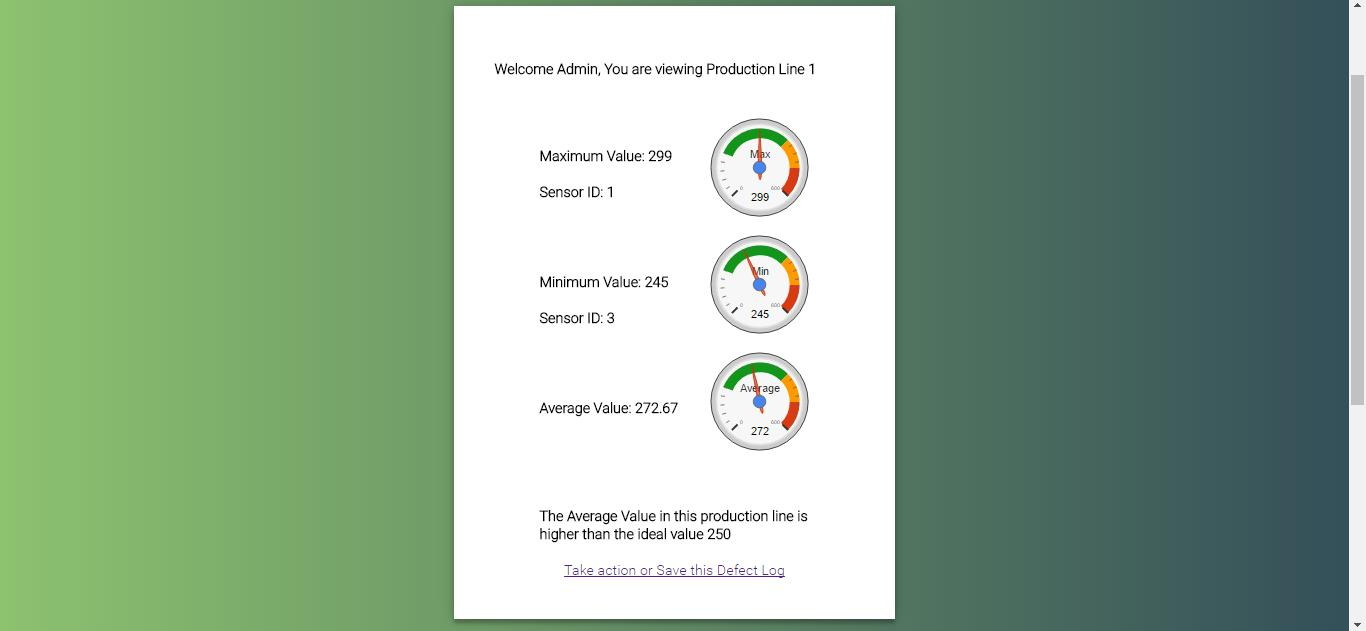 Welcome Admin, You are viewing Production Line 1
Maximum Value: 299
Sensor ID: 1
Max
0 600
299
Minimum Value: 245
Sensor ID: 3
Min
0 600
245
Average Value: 272.67
Average
0 600
272
The Average Value in this production line is
higher than the ideal value 250
Take action or Save this Defect Log